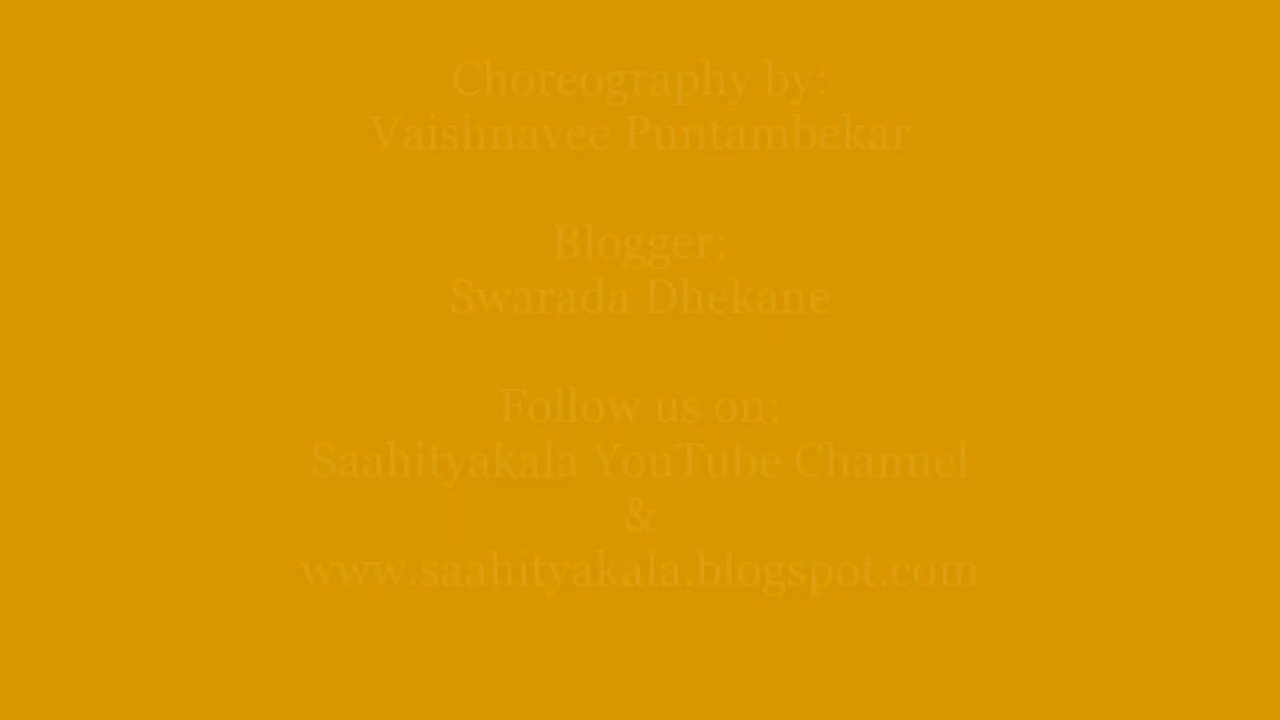 Choreography by:
Vaishnavee Puntambekar
Blogger:
Swarada Dhekane
Follow us on:
Saahityakala YouTube Channel
&
www.saahityakala.blogspot.com